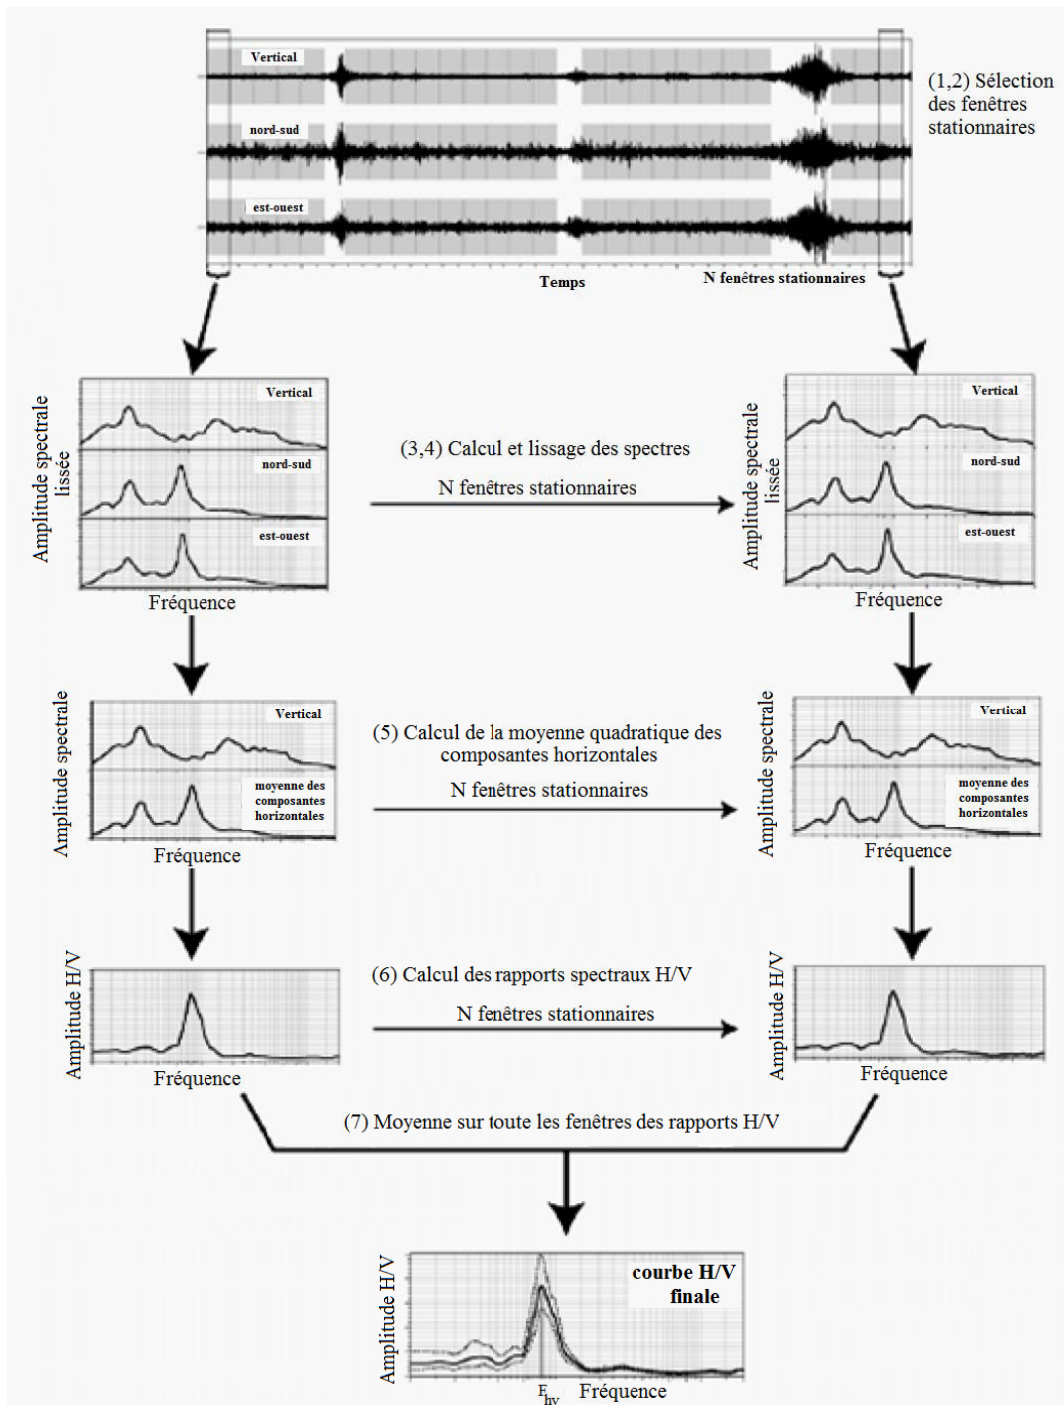 Vertical
nord-sud
est-ouest
(1,2) Sélection
des fenêtres
stationnaires
Temps
N fenêtres stationnaires
Amplitude spectrale
lissée
Vertical
nord-sud
est-ouest
Fréquence
(3,4) Calcul et lissage des spectres
N fenêtres stationnaires
Amplitude spectrale
lissée
Vertical
nord-sud
est-ouest
Fréquence
Amplitude spectrale
Vertical
moyenne des
composantes
horizontales
Fréquence
(5) Calcul de la moyenne quadratique des
composantes horizontales
N fenêtres stationnaires
Amplitude spectrale
Vertical
moyenne des
composantes
horizontales
Fréquence
Amplitude H/V
Fréquence
(6) Calcul des rapports spectraux H/V
N fenêtres stationnaires
Amplitude H/V
Fréquence
(7) Moyenne sur toute les fenêtres des rapports H/V
Amplitude H/V
courbe H/V
finale
F hv
Fréquence